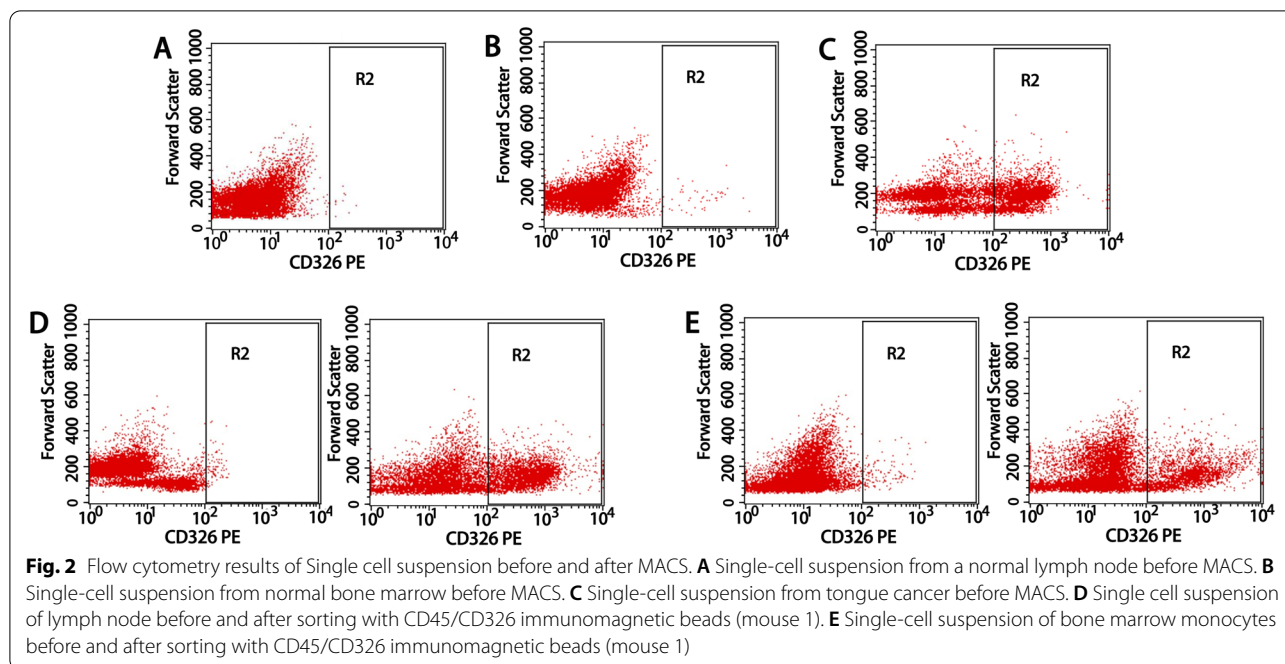 A
B
C
1000
800
600
400
200
0
Forward Scatter
R2
10^0
10^1
10^2
10^3
10^4
CD326 PE
1000
800
600
400
200
0
Forward Scatter
R2
10^0
10^1
10^2
10^3
10^4
CD326 PE
1000
800
600
400
200
0
Forward Scatter
R2
10^0
10^1
10^2
10^3
10^4
CD326 PE
D
E
1000
800
600
400
200
0
Forward Scatter
R2
10^0
10^1
10^2
10^3
10^4
CD326 PE
1000
800
600
400
200
0
Forward Scatter
R2
10^0
10^1
10^2
10^3
10^4
CD326 PE
1000
800
600
400
200
0
Forward Scatter
R2
10^0
10^1
10^2
10^3
10^4
CD326 PE
1000
800
600
400
200
0
Forward Scatter
R2
10^0
10^1
10^2
10^3
10^4
CD326 PE
Fig. 2 Flow cytometry results of Single cell suspension before and after MACS. A Single-cell suspension from a normal lymph node before MACS. B
Single-cell suspension from normal bone marrow before MACS. C Single-cell suspension from tongue cancer before MACS. D Single cell suspension
of lymph node before and after sorting with CD45/CD326 immunomagnetic beads (mouse 1). E Single-cell suspension of bone marrow monocytes
before and after sorting with CD45/CD326 immunomagnetic beads (mouse 1)